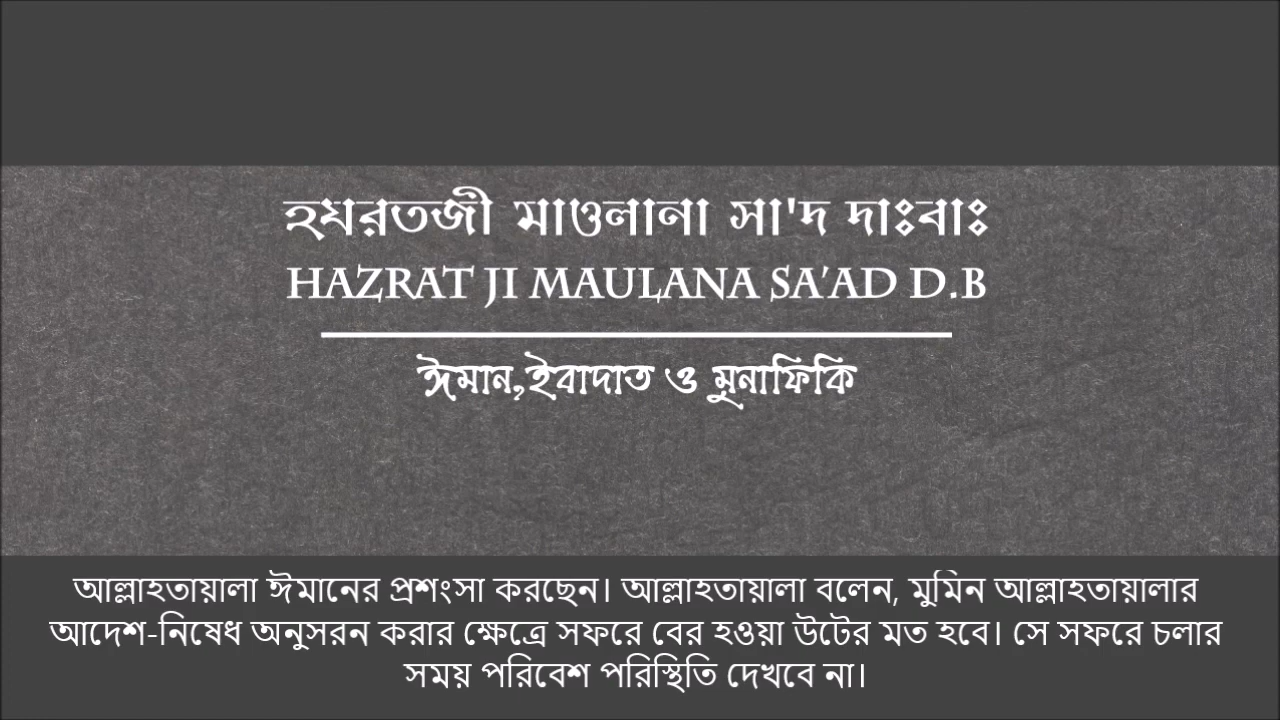 হযরতজী মাওলানা সা'দ দাঃবাঃ
HAZRAT JI MAULANA SA'AD D.B
ঈমান,ইবাদাত ও মুনাফিকি
আল্লাহতায়ালা ঈমানের প্রশংসা করছেন। আল্লাহতায়ালা বলেন, মুমিন আল্লাহতায়ালার
আদেশ-নিষেধ অনুসরন করার ক্ষেত্রে সফরে বের হওয়া উটের মত হবে। সে সফরে চলার
সময় পরিবেশ পরিস্থিতি দেখবে না।